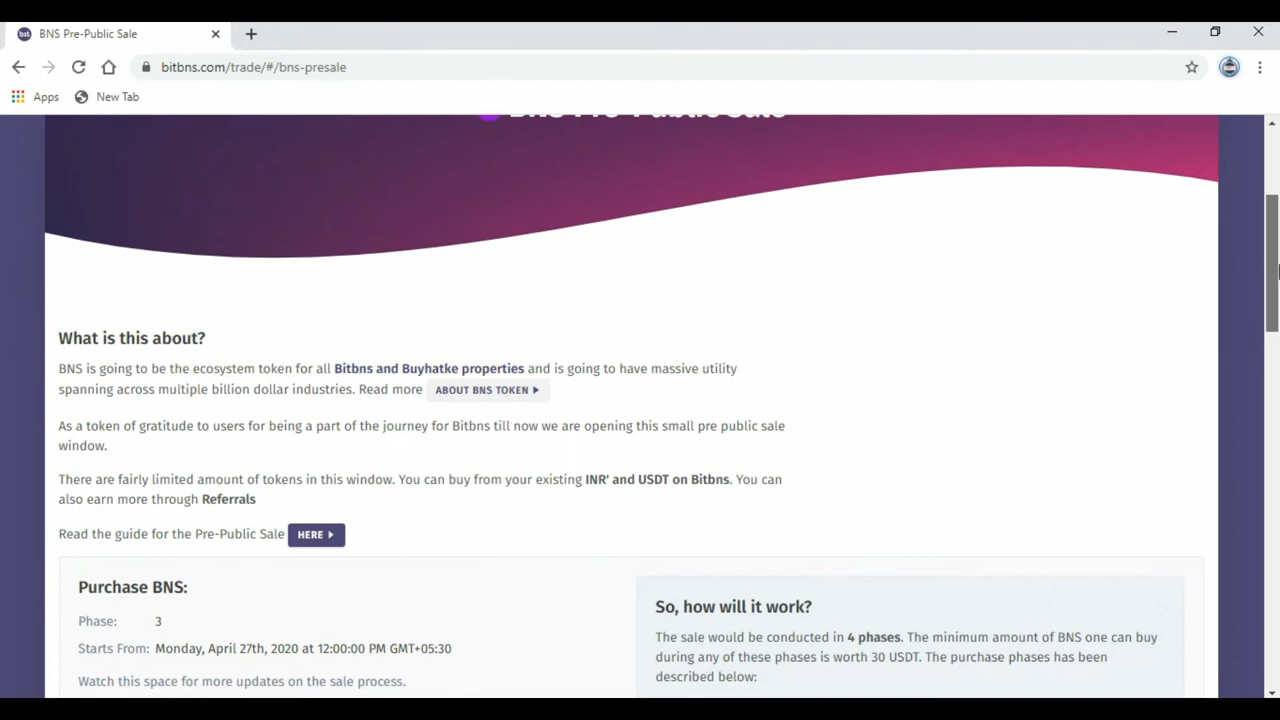 BNS Pre-Public Sale
bitbns.com/trade/#/bns-presale
Apps New Tab
BNS Pre-Public Sale
What is this about?
BNS is going to be the ecosystem token for all Bitbns and Buyhatke properties and is going to have massive utility
spanning across multiple billion dollar industries. Read more ABOUT BNS TOKEN
As a token of gratitude to users for being a part of the journey for Bitbns till now we are opening this small pre public sale
window.
There are fairly limited amount of tokens in this window. You can buy from your existing INR' and USDT on Bitbns. You can
also earn more through Referrals
Read the guide for the Pre-Public Sale HERE
Purchase BNS:
Phase: 3
Starts From: Monday, April 27th, 2020 at 12:00:00 PM GMT+05:30
Watch this space for more updates on the sale process.
So, how will it work?
The sale would be conducted in 4 phases. The minimum amount of BNS one can buy
during any of these phases is worth 30 USDT. The purchase phases has been
described below: